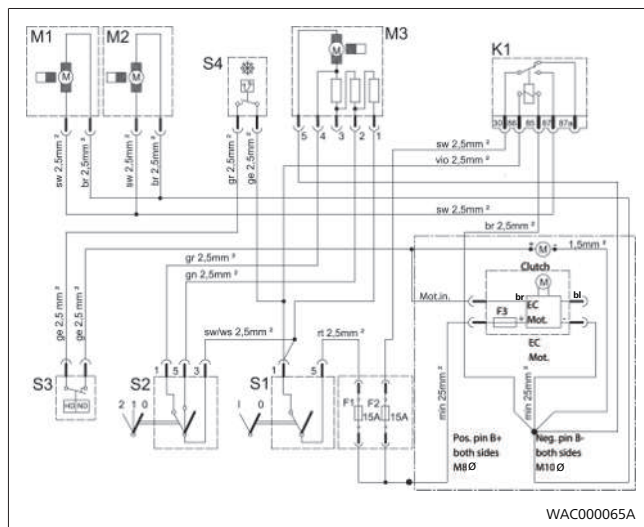 M1
M2
S4
M3
K1
M
M
M
1,7°
5
4
3
2
1
30
86
85
87
87a
sw 2,5mm ²
br 2,5mm ²
sw 2,5mm ²
br 2,5mm ²
gr 2,5mm ²
ge 2,5mm ²
sw 2,5mm ²
vio 2,5mm ²
sw 2,5mm ²
br 2,5mm ²
+ M -
1,5mm ²
Clutch
M
gr 2,5mm ²
gn 2,5mm ²
Mot.in.
br
EC
Mot.
bl
F3
+
-
EC
Mot.
sw/ws 2,5mm ²
rt 2,5mm ²
ge 2,5 mm ²
ge 2,5mm ²
min 25mm ²
min 25mm ²
S3
HD
ND
S2
1
5
3
2 1 0
S1
1
5
I 0
F1
15A
F2
15A
Pos. pin B+
both sides
M8 Ø
Neg. pin B-
both sides
M10 Ø
WAC000065A